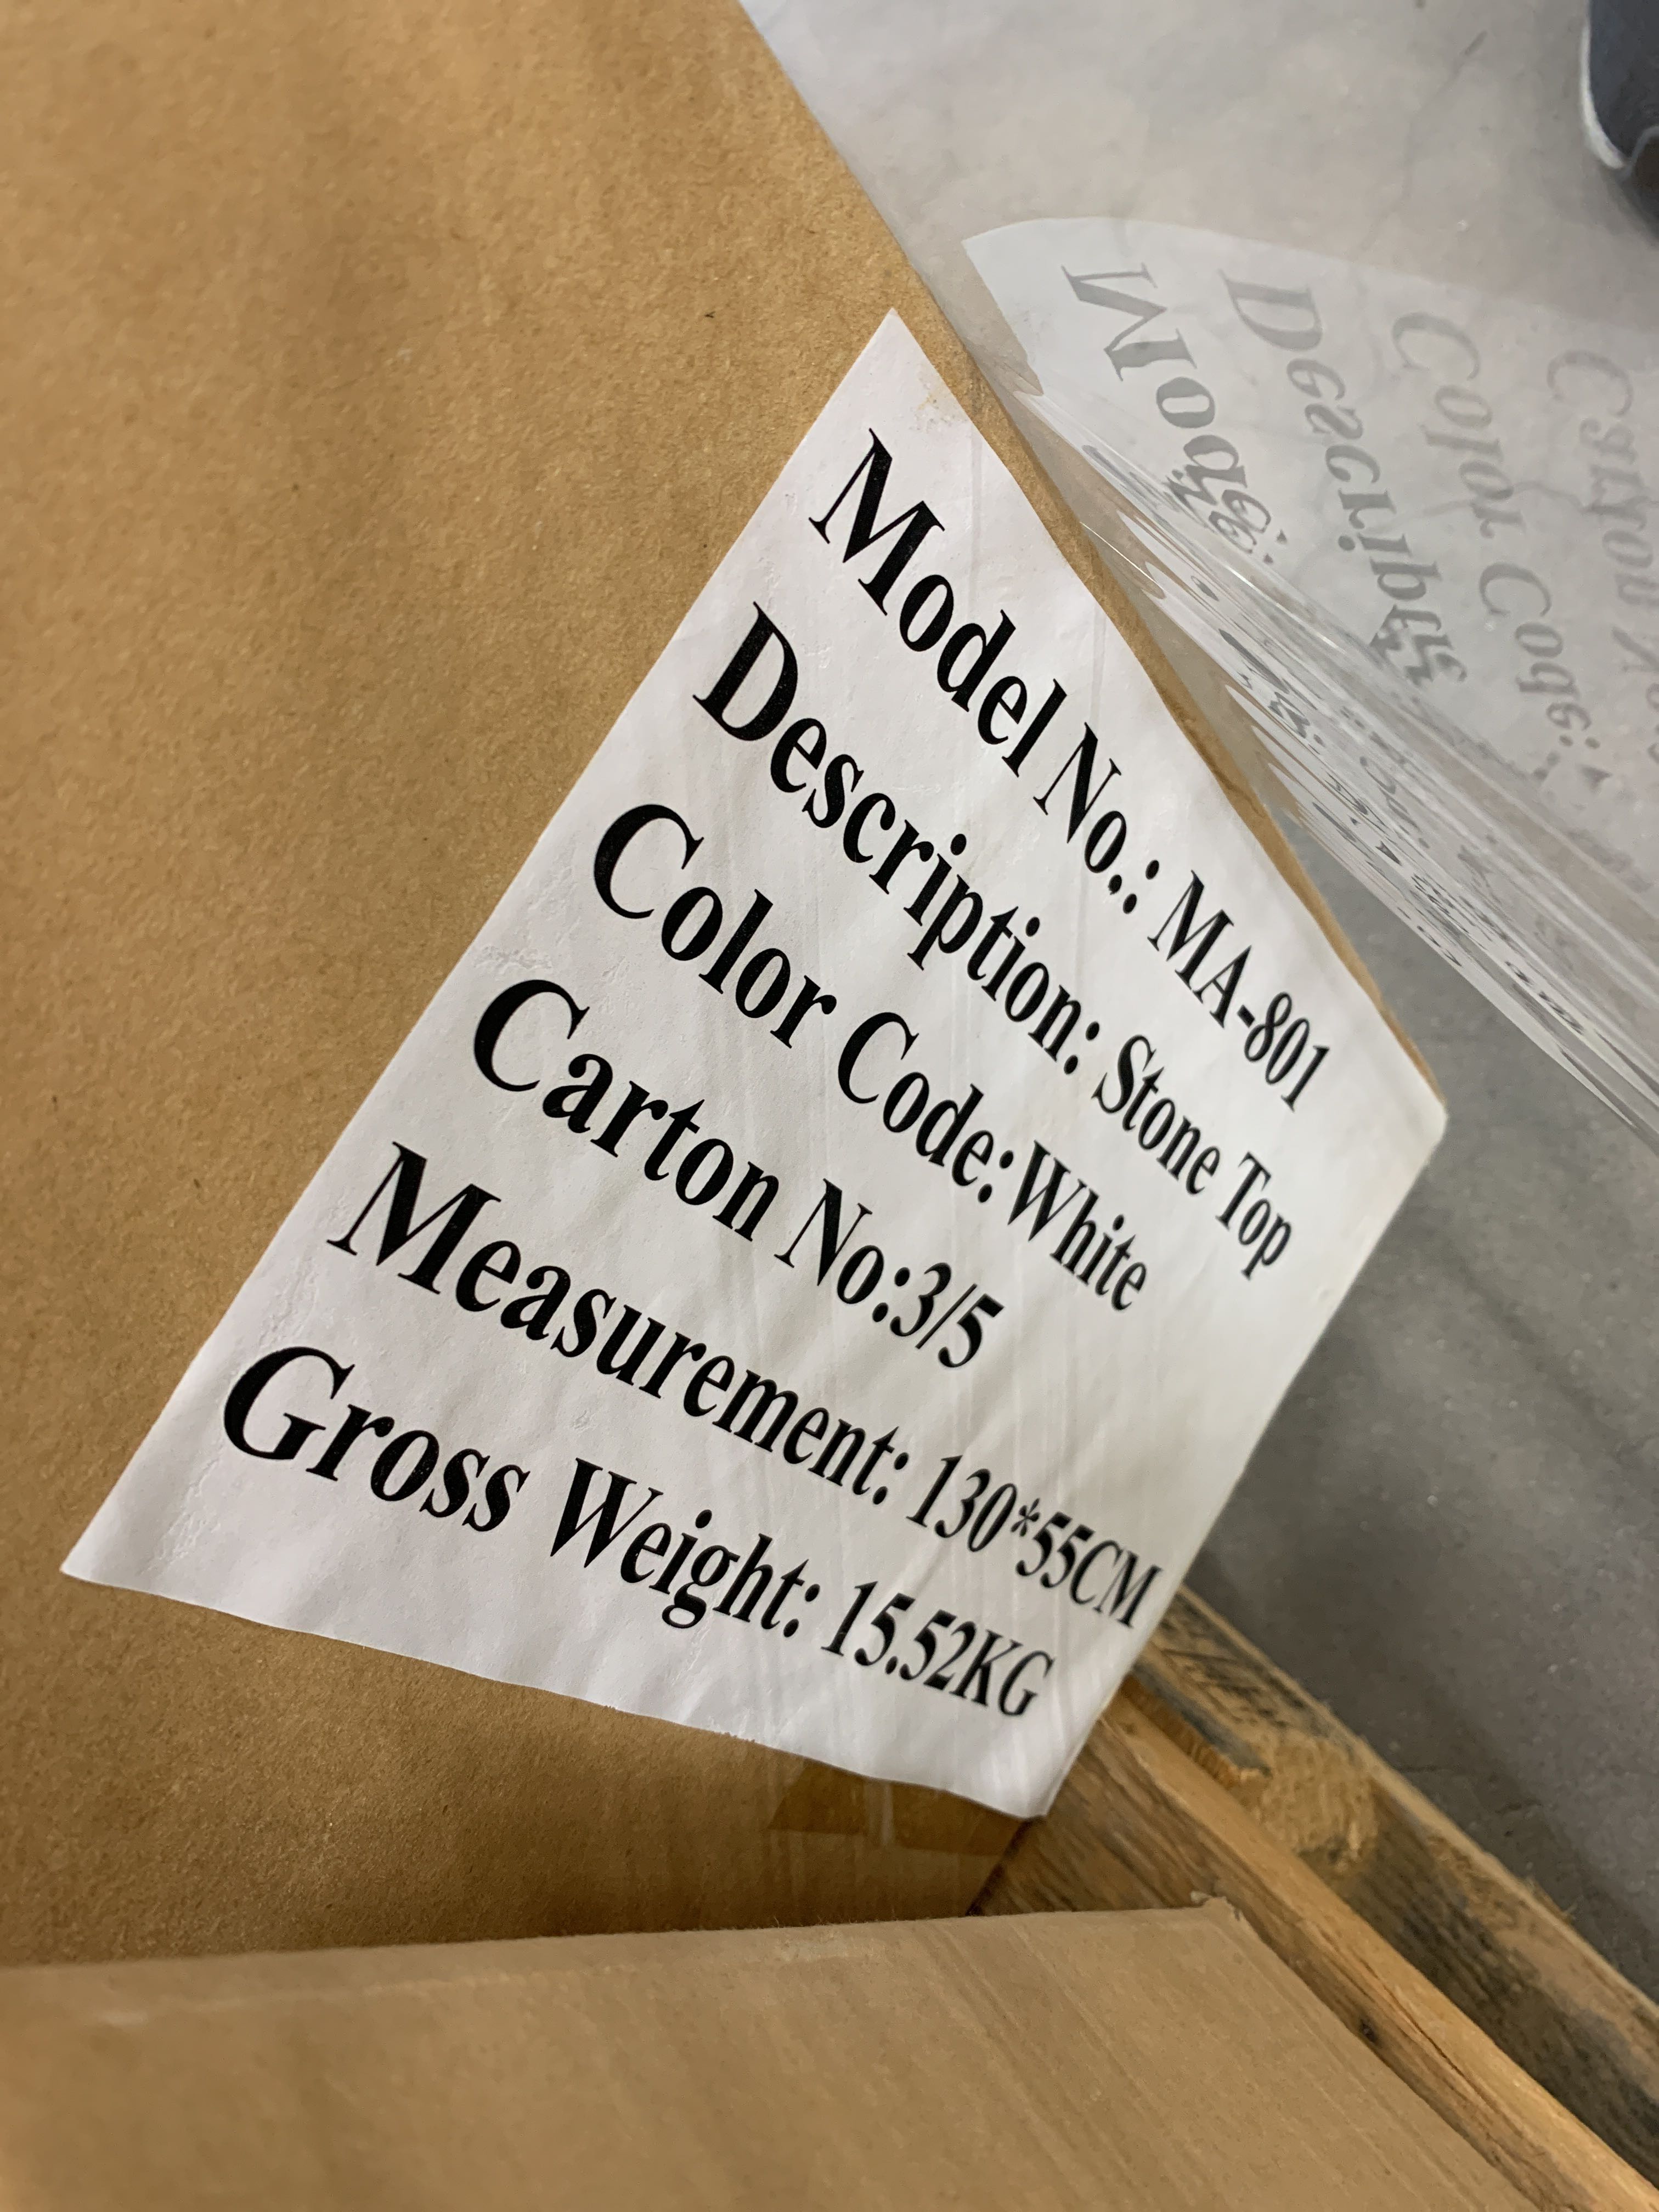 Model No.: MA-801
Description: Stone Top
Color Code:White
Carton No:3/5
Measurement: 130*55CM
Gross Weight: 15.52KG